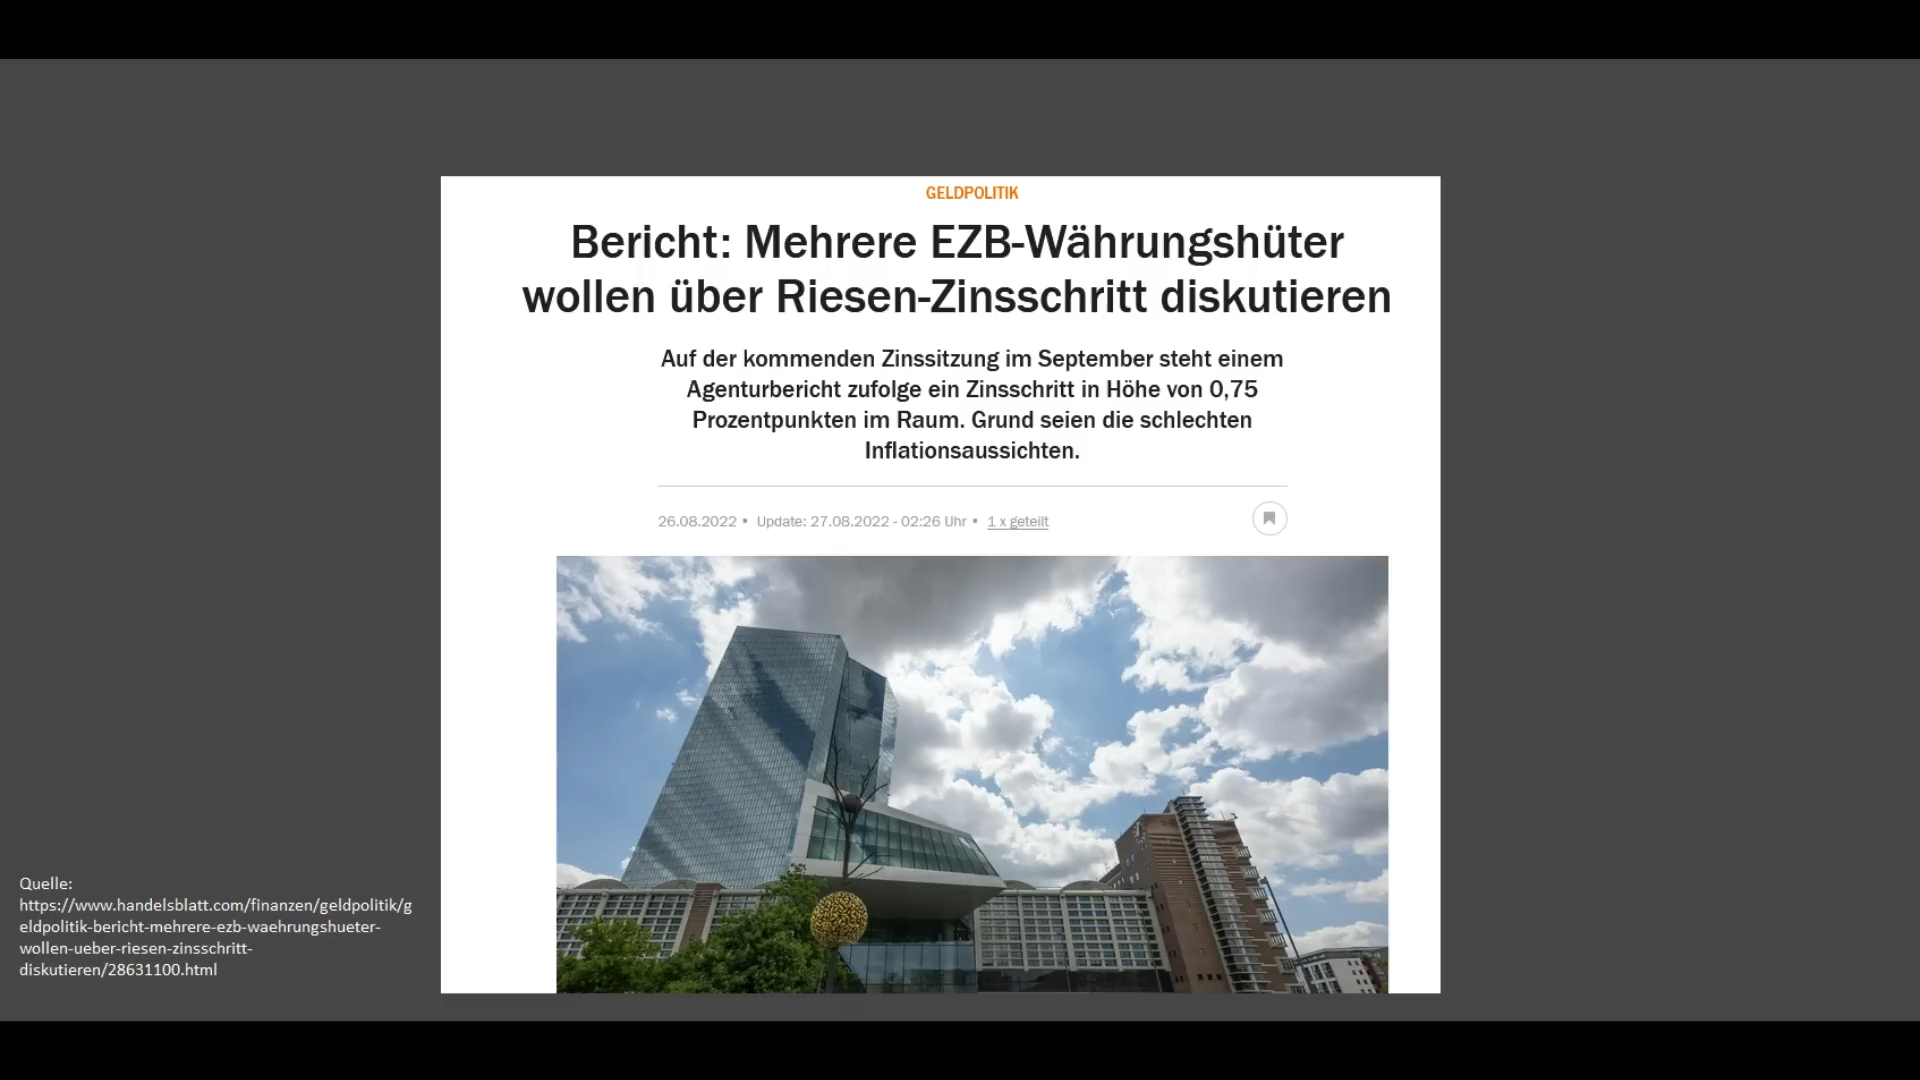 GELDPOLITIK
Bericht: Mehrere EZB-Währungshüter
wollen über Riesen-Zinsschritt diskutieren
Auf der kommenden Zinssitzung im September steht einem
Agenturbericht zufolge ein Zinsschritt in Höhe von 0,75
Prozentpunkten im Raum. Grund seien die schlechten
Inflationsaussichten.
26.08.2022 • Update: 27.08.2022 - 02:26 Uhr • 1 x geteilt
Quelle:
https://www.handelsblatt.com/finanzen/geldpolitik/g
eldpolitik-bericht-mehrere-ezb-waehrungshueter-
wollen-ueber-riesen-zinsschritt-
diskutieren/28631100.html